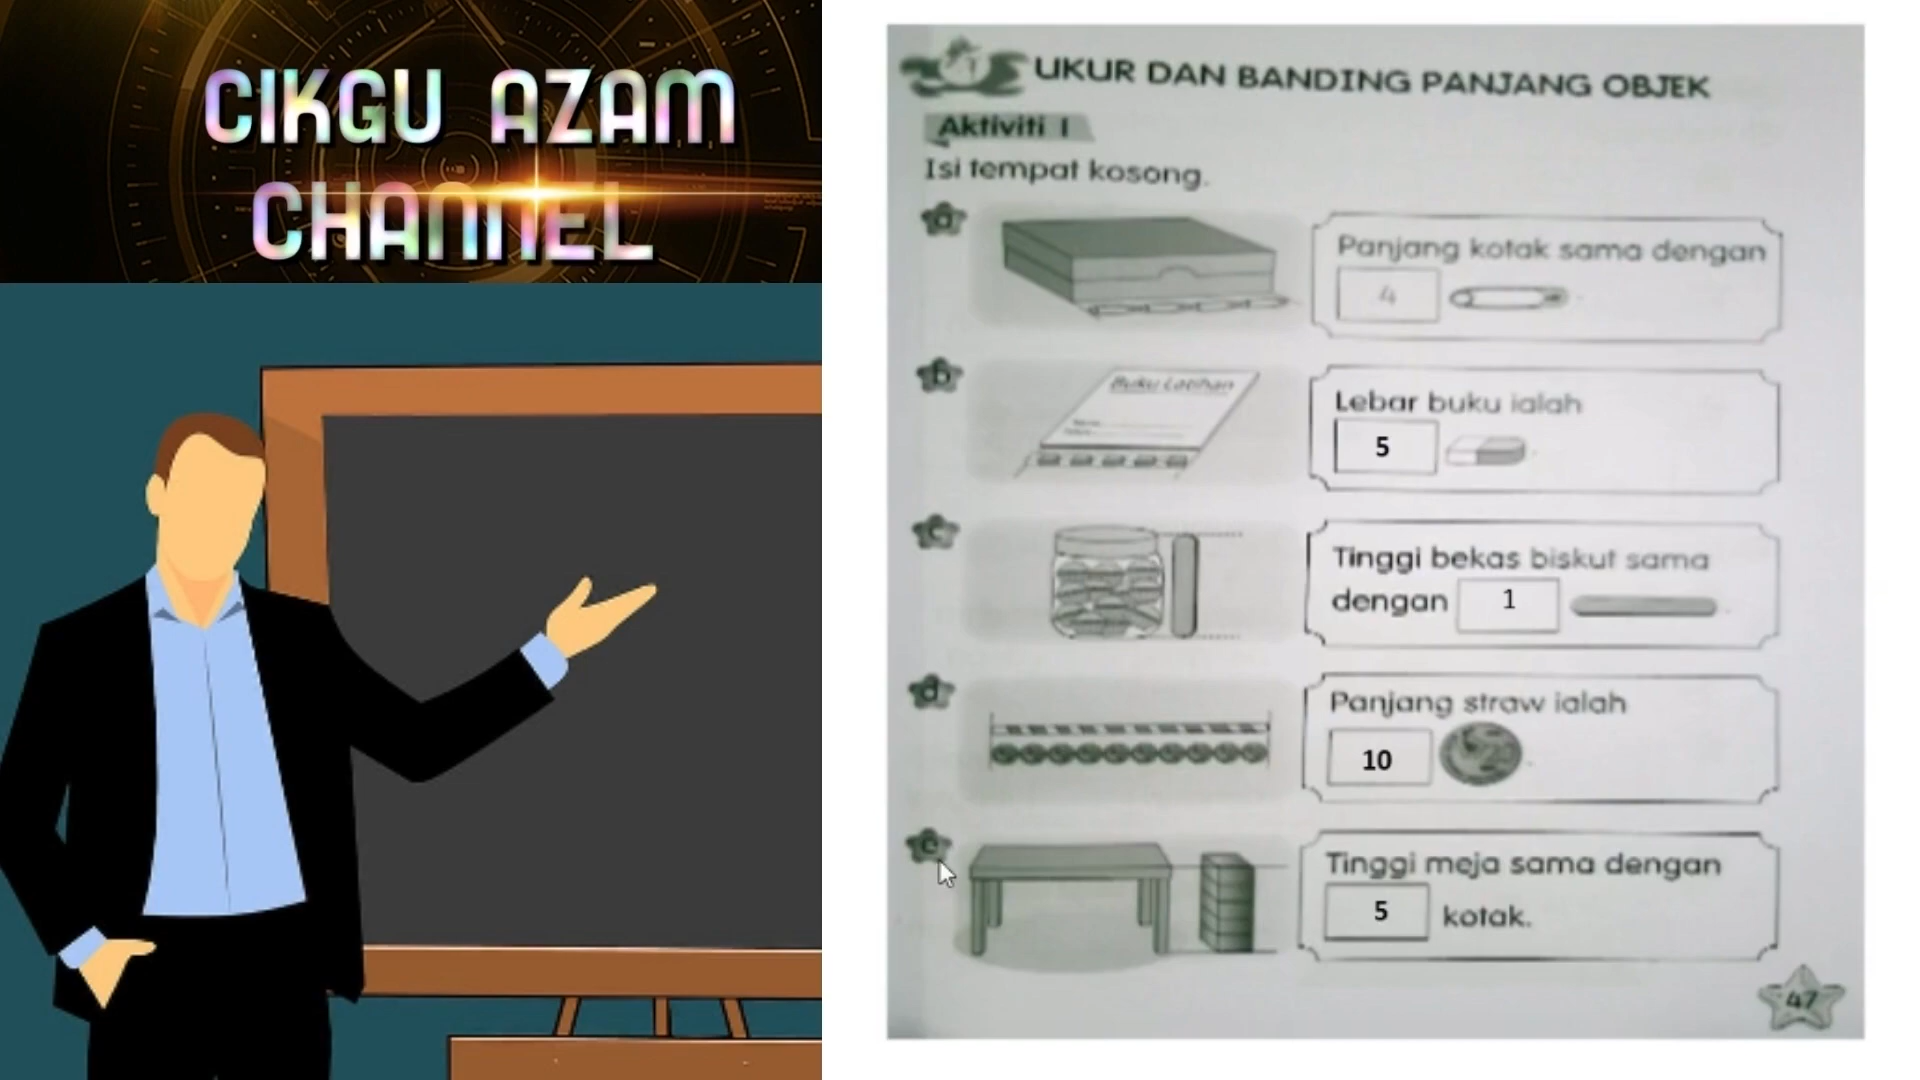 CIKGU AZAM
CHANNEL
UKUR DAN BANDING PANJANG OBJEK
Aktiviti 1
Isi tempat kosong.
a
Panjang kotak sama dengan
4
b
Buku Latihan
Lebar buku ialah
5
c
Tinggi bekas biskut sama
dengan 1
d
Panjang straw ialah
10
e
Tinggi meja sama dengan
5 kotak.
47